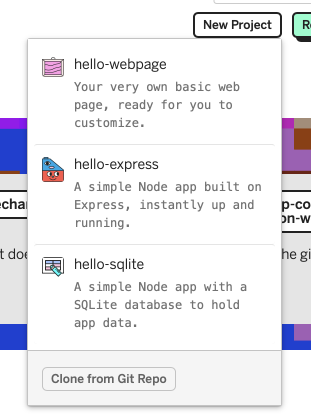 New Project
R
hello-webpage
Your very own basic web
page, ready for you to
customize.
hello-express
A simple Node app built on
Express, instantly up and
running.
echar
p-co
on-w
t doe
he gi
hello-sqlite
A simple Node app with a
SQLite database to hold
app data.
Clone from Git Repo